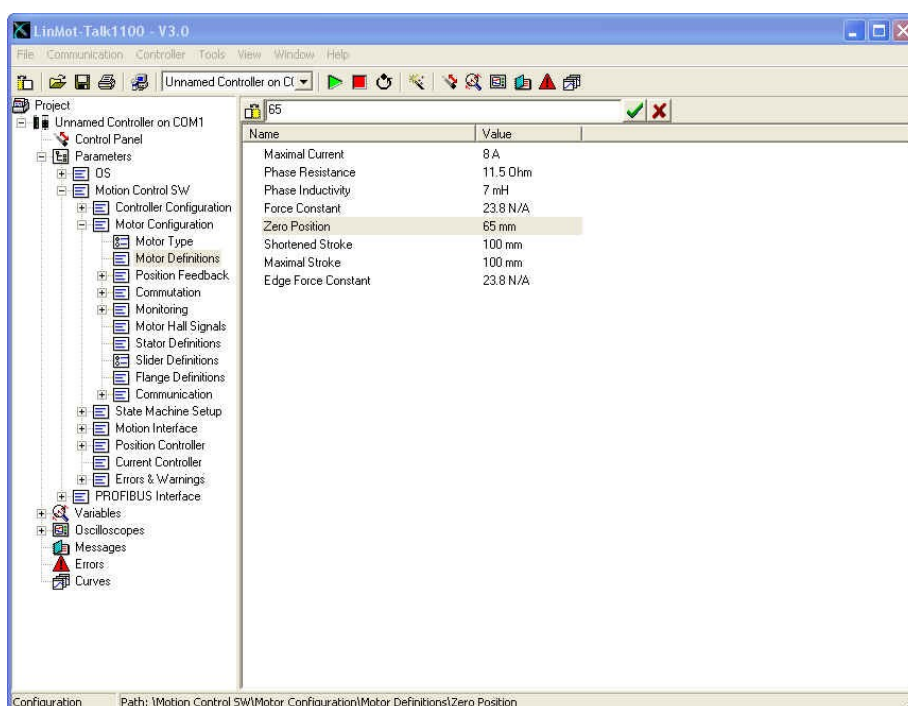 LinMot-Talk1100 - V3.0
File Communication Controller Tools View Window Help
Unnamed Controller on C(
Project
Unnamed Controller on COM1
Control Panel
Parameters
OS
Motion Control SW
Controller Configuration
Motor Configuration
Motor Type
Motor Definitions
Position Feedback
Commutation
Monitoring
Motor Hall Signals
Stator Definitions
Slider Definitions
Flange Definitions
Communication
State Machine Setup
Motion Interface
Position Controller
Current Controller
Errors & Warnings
PROFIBUS Interface
Variables
Oscilloscopes
Messages
Errors
Curves
65
Name Value
Maximal Current 8 A
Phase Resistance 11.5 Ohm
Phase Inductivity 7 mH
Force Constant 23.8 N/A
Zero Position 65 mm
Shortened Stroke 100 mm
Maximal Stroke 100 mm
Edge Force Constant 23.8 N/A
Configuration Path: \Motion Control SW\Motor Configuration\Motor Definitions\Zero Position